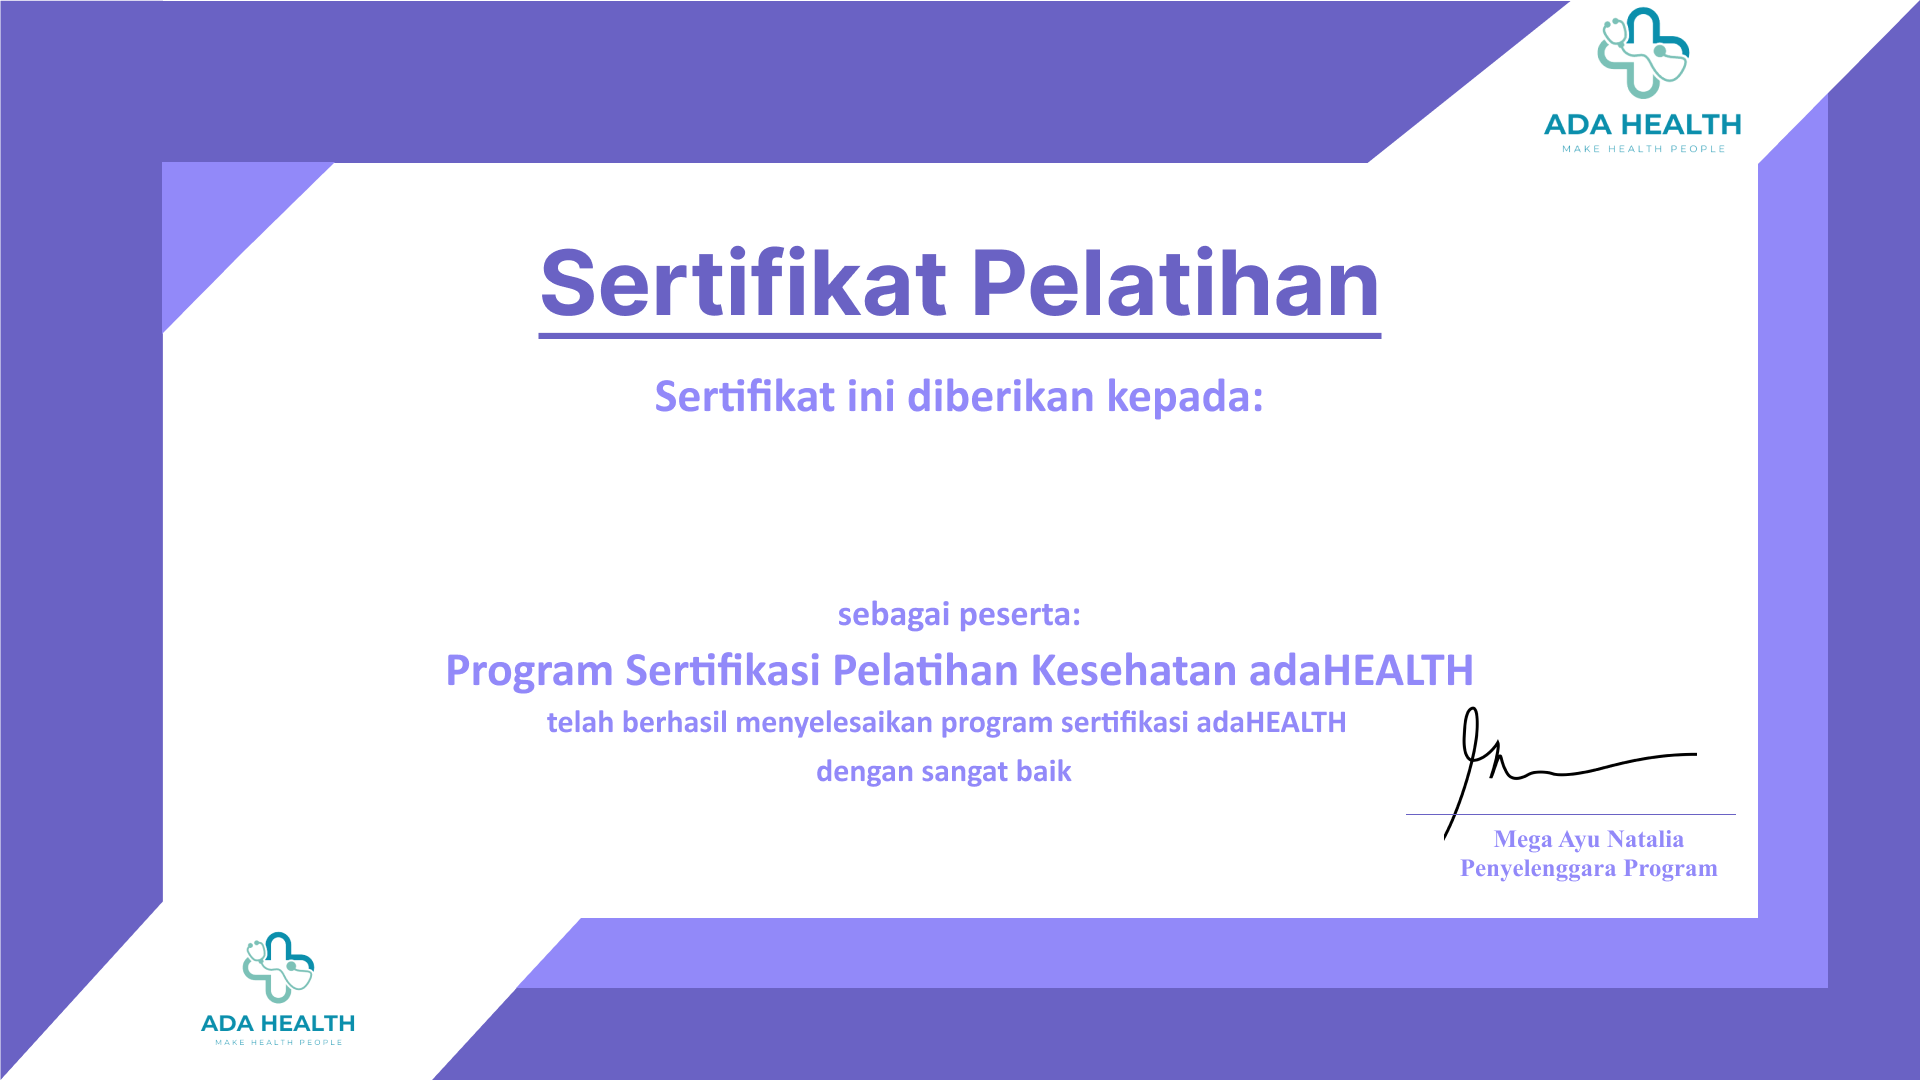 ADA HEALTH
MAKE HEALTH PEOPLE
Sertifikat Pelatihan
Sertifikat ini diberikan kepada:
sebagai peserta:
Program Sertifikasi Pelatihan Kesehatan adaHEALTH
telah berhasil menyelesaikan program sertifikasi adaHEALTH
dengan sangat baik
Mega Ayu Natalia
Penyelenggara Program
ADA HEALTH
MAKE HEALTH PEOPLE